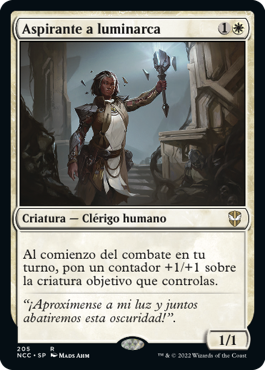 Aspirante a luminarca 1
Criatura — Clérigo humano
Al comienzo del combate en tu
turno, pon un contador +1/+1 sobre
la criatura objetivo que controlas.
“¡Aproxímense a mi luz y juntos
abatiremos esta oscuridad!”.
1/1
205 R
NCC • SP Mads Ahm
™ & © 2022 Wizards of the Coast